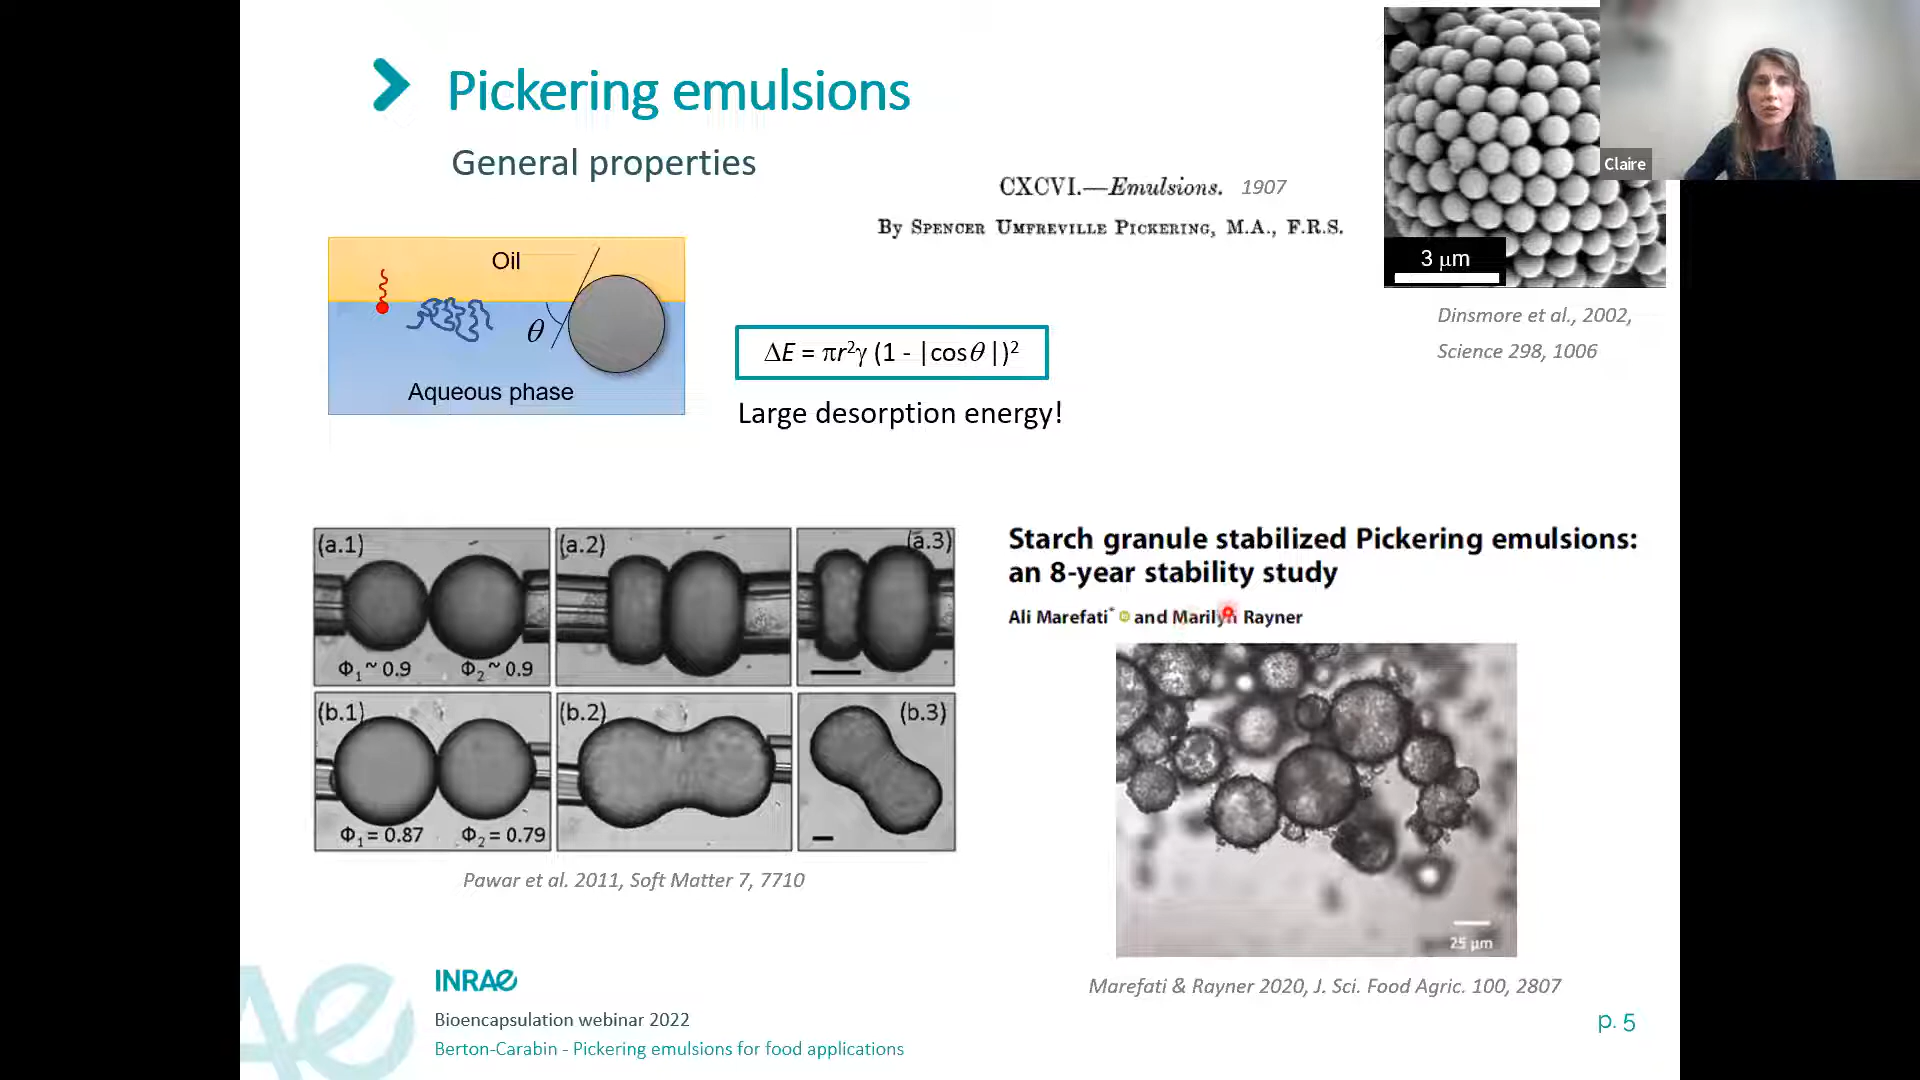 Pickering emulsions
General properties
CXCVI.—Emulsions. 1907
By SPENCER UMFREVILLE PICKERING, M.A., F.R.S.
Claire
3 μm
Dinsmore et al., 2002,
Science 298, 1006
Oil
θ
Aqueous phase
ΔE = πr²γ (1 - |cosθ|)²
Large desorption energy!
(a.1)
(a.2)
(a.3)
Φ₁ ~ 0.9 Φ₂ ~ 0.9
(b.1)
(b.2)
(b.3)
Φ₁ = 0.87 Φ₂ = 0.79
Pawar et al. 2011, Soft Matter 7, 7710
Starch granule stabilized Pickering emulsions:
an 8-year stability study
Ali Marefati* and Marilyn Rayner
25 μm
Marefati & Rayner 2020, J. Sci. Food Agric. 100, 2807
INRAE
Bioencapsulation webinar 2022
Berton-Carabin - Pickering emulsions for food applications
p. 5